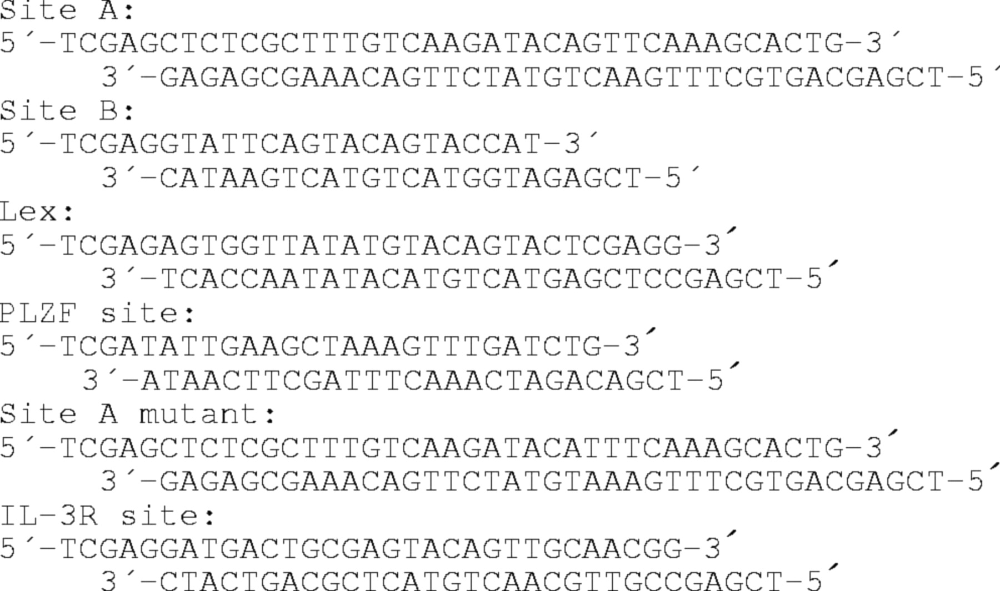 Site A:
5´-TCGAGCTCTCGCTTTGTCAAGATACAGTTCAAAGCACTG-3´
3´-GAGAGCGAAACAGTTCTATGTCAAGTTTCGTGACGAGCT-5´
Site B:
5´-TCGAGGTATTCAGTACAGTACCAT-3´
3´-CATAAGTCATGTCATGGTAGAGCT-5´
Lex:
5´-TCGAGAGTGGTTATATGTACAGTACTCGAGG-3´
3´-TCACCAATATACATGTCATGAGCTCCGAGCT-5´
PLZF site:
5´-TCGATATTGAAGCTAAAGTTTGATCTG-3´
3´-ATAACTTCGATTTCAAACTAGACAGCT-5´
Site A mutant:
5´-TCGAGCTCTCGCTTTGTCAAGATACATTTCAAAGCACTG-3´
3´-GAGAGCGAAACAGTTCTATGTAAAGTTTCGTGACGAGCT-5´
IL-3R site:
5´-TCGAGGATGACTGCGAGTACAGTTGCAACGG-3´
3´-CTACTGACGCTCATGTCAACGTTGCCGAGCT-5´